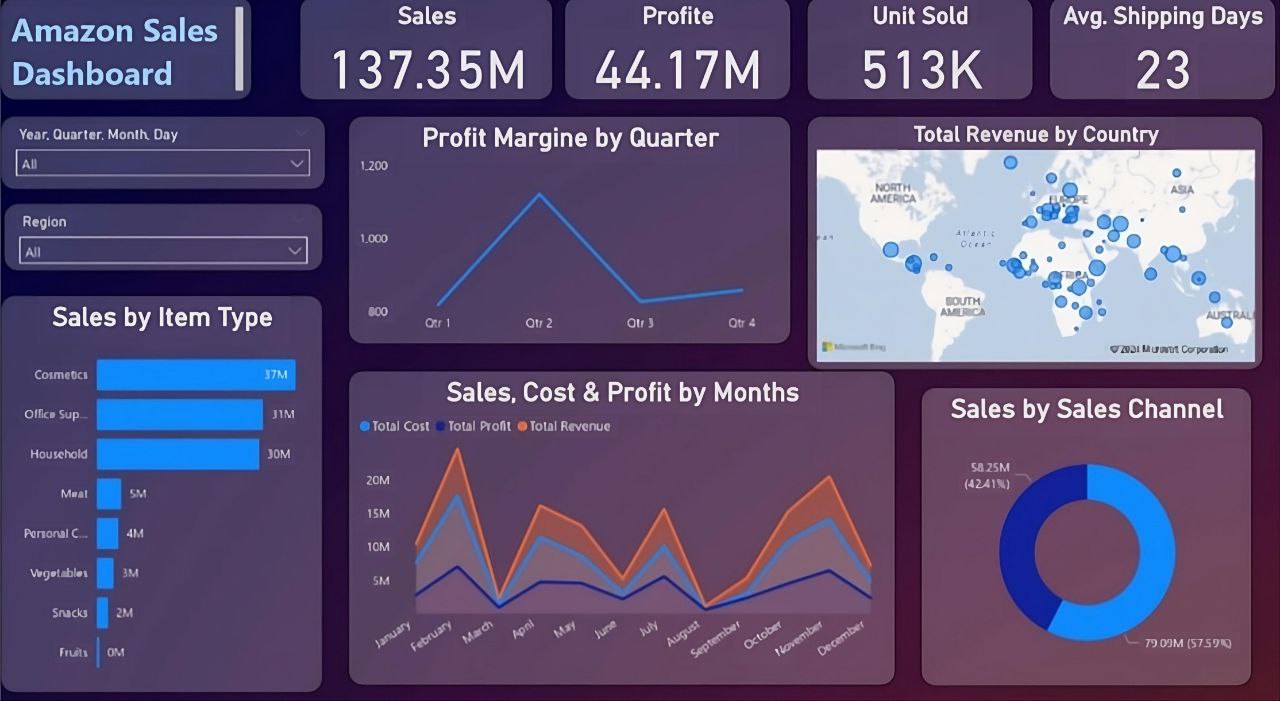 Amazon Sales
Dashboard
Sales
137.35M
Profite
44.17M
Unit Sold
513K
Avg. Shipping Days
23
Year, Quarter, Month, Day
All
Region
All
Sales by Item Type
Cosmetics
37M
Office Sup...
31M
Household
30M
Meat
5M
Personal C...
4M
Vegetables
3M
Snacks
2M
Fruits
0M
Profit Margine by Quarter
1,200
1,000
800
Qtr 1
Qtr 2
Qtr 3
Qtr 4
Total Revenue by Country
NORTH
AMERICA
EUROPE
ASIA
Atlantic
Ocean
AFRICA
SOUTH
AMERICA
AUSTRAL
Microsoft Bing
Microsoft Corporation
Sales, Cost & Profit by Months
Total Cost
Total Profit
Total Revenue
20M
15M
10M
5M
January
February
March
April
May
June
July
August
September
October
November
December
Sales by Sales Channel
58.25M
(42.41%)
79.09M (57.59%)